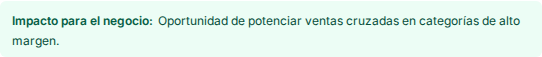 Impacto para el negocio: Oportunidad de potenciar ventas cruzadas en categorías de alto
margen.